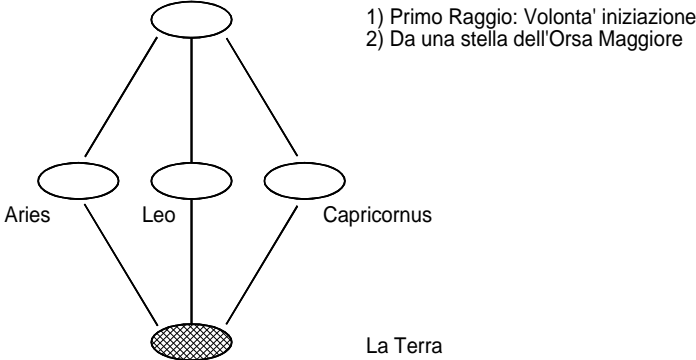 1) Primo Raggio: Volonta' iniziazione
2) Da una stella dell'Orsa Maggiore
Aries Leo Capricornus
La Terra